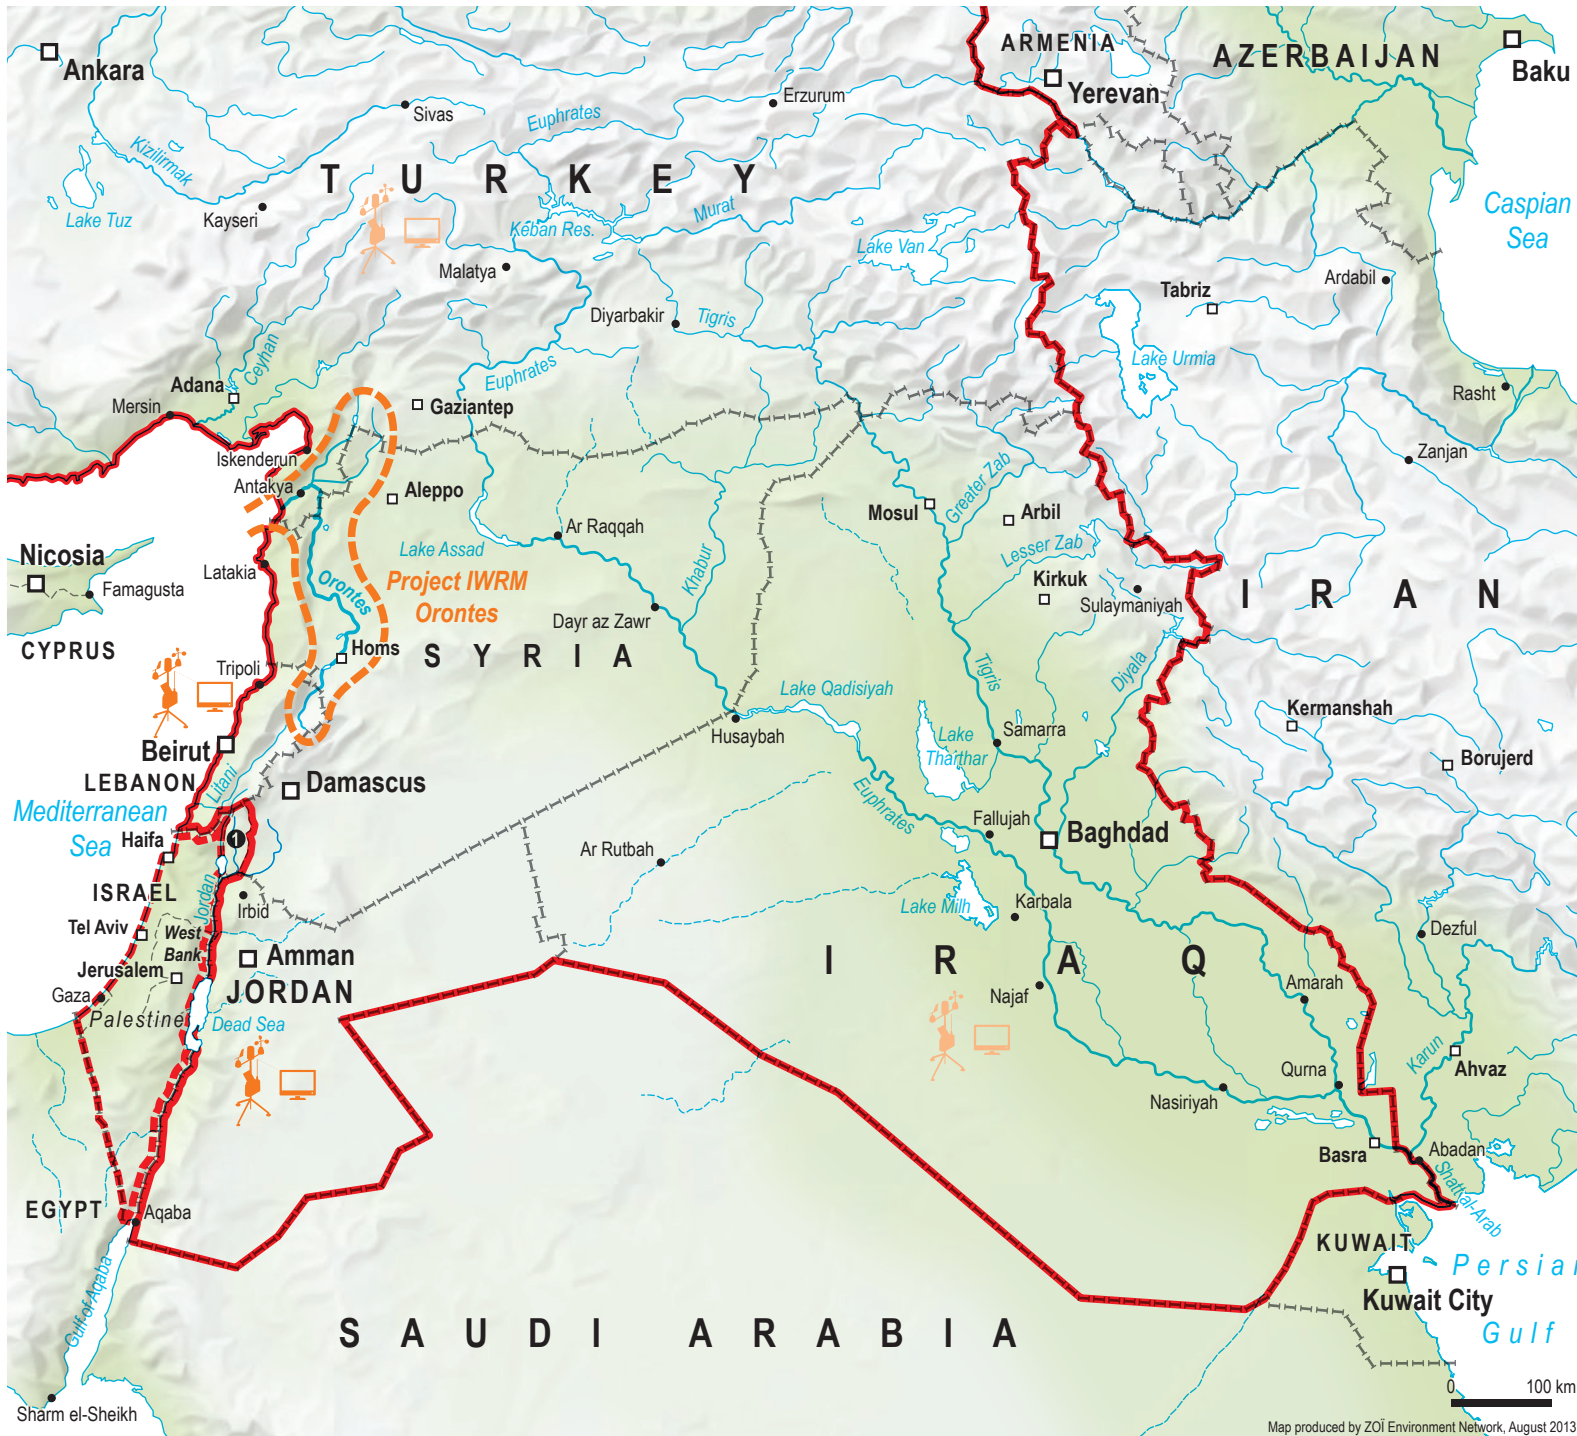 ARMENIA
AZERBAIJAN
Ankara
Baku
Yerevan
Sivas
Erzurum
Euphrates
Kizilirmak
T U R K E Y
Lake Tuz
Kayseri
Murat
Keban Res.
Lake Van
Caspian
Sea
Malatya
Ardabil
Tabriz
Diyarbakir
Tigris
Ceyhan
Euphrates
Lake Urmia
Adana
Mersin
Gaziantep
Rasht
Iskenderun
Zanjan
Antakya
Aleppo
Mosul
Greater Zab
Arbil
Ar Raqqah
Lake Assad
Lesser Zab
Nicosia
Latakia
Famagusta
Orontes
Project IWRM
Orontes
Khabur
Kirkuk
Sulaymaniyah
I R A N
Dayr az Zawr
CYPRUS
Homs
S Y R I A
Tripoli
Tigris
Diyala
Lake Qadisiyah
Kermanshah
Husaybah
Samarra
Lake
Tharthar
Beirut
Borujerd
LEBANON
Litani
Damascus
Mediterranean
Sea
Euphrates
Fallujah
Baghdad
Haifa
1
Ar Rutbah
ISRAEL
Jordan
Irbid
Lake Milh
Karbala
Tel Aviv
West
Bank
Dezful
Amman
I R A Q
Jerusalem
JORDAN
Gaza
Najaf
Amarah
Palestine
Dead Sea
Karun
Qurna
Ahvaz
Nasiriyah
Basra
Abadan
Shatt al-Arab
EGYPT
Aqaba
KUWAIT
Gulf of Aqaba
Persian
Kuwait City
Gulf
S A U D I A R A B I A
0 100 km
Sharm el-Sheikh
Map produced by ZOÏ Environment Network, August 2013